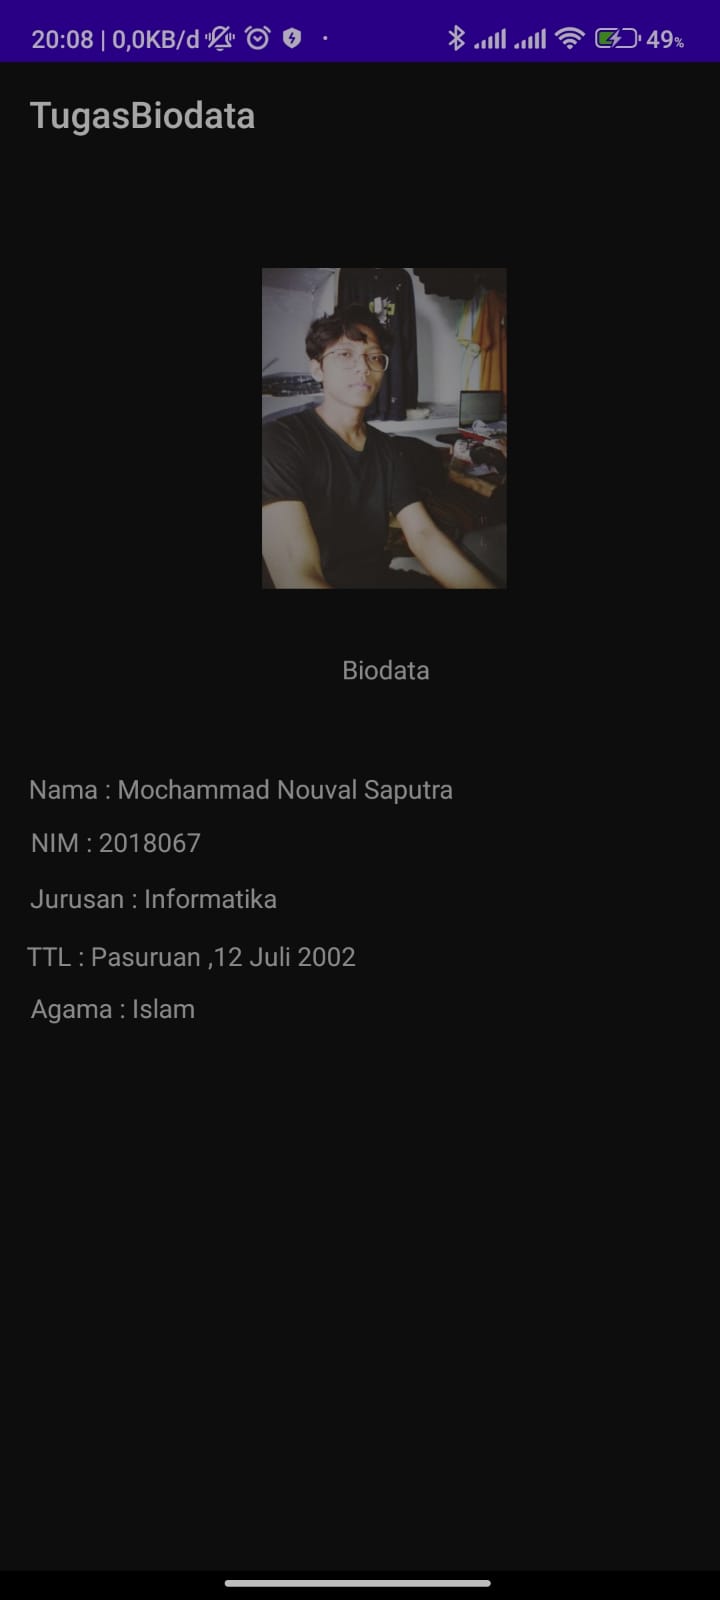 20:08 | 0,0KB/d 49%
TugasBiodata
Biodata
Nama : Mochammad Nouval Saputra
NIM : 2018067
Jurusan : Informatika
TTL : Pasuruan ,12 Juli 2002
Agama : Islam